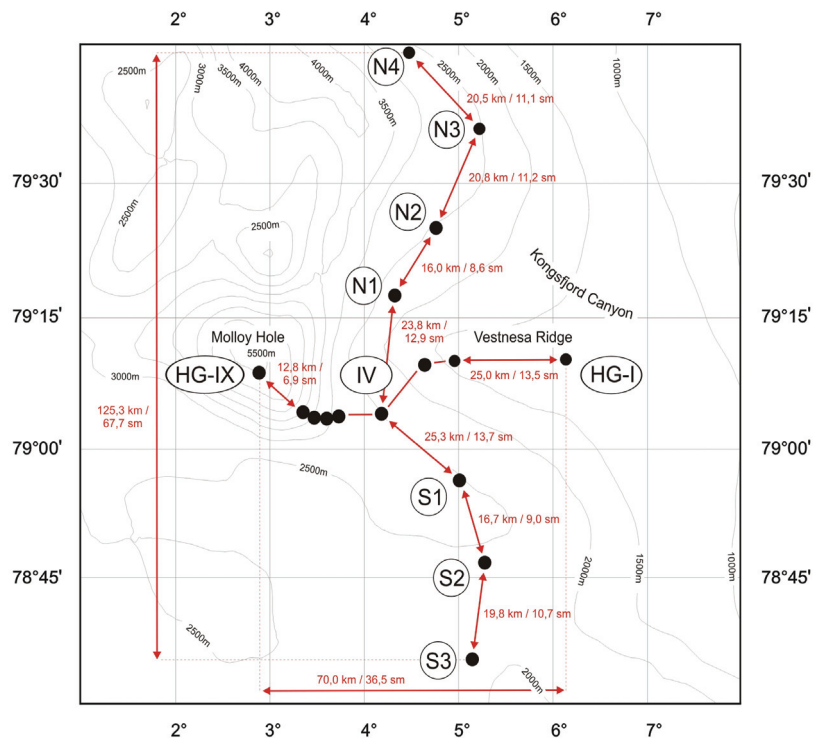 2° 3° 4° 5° 6° 7°
2500m
3000m
3500m
4000m
4000m
3500m
2500m
2000m
1500m
1000m
N4
20,5 km / 11,1 sm
N3
79°30' 79°30'
20,8 km / 11,2 sm
2500m
N2
2500m
16,0 km / 8,6 sm
Kongsfjord Canyon
N1
79°15' 79°15'
23,8 km /
12,9 sm
Molloy Hole
5500m
Vestnesa Ridge
3000m
HG-IX
12,8 km /
6,9 sm
IV
25,0 km / 13,5 sm
HG-I
125,3 km /
67,7 sm
25,3 km / 13,7 sm
79°00' 79°00'
2500m
S1
16,7 km / 9,0 sm
S2
2000m
1500m
1000m
78°45' 78°45'
19,8 km / 10,7 sm
2500m
S3
70,0 km / 36,5 sm
2000m
2° 3° 4° 5° 6° 7°